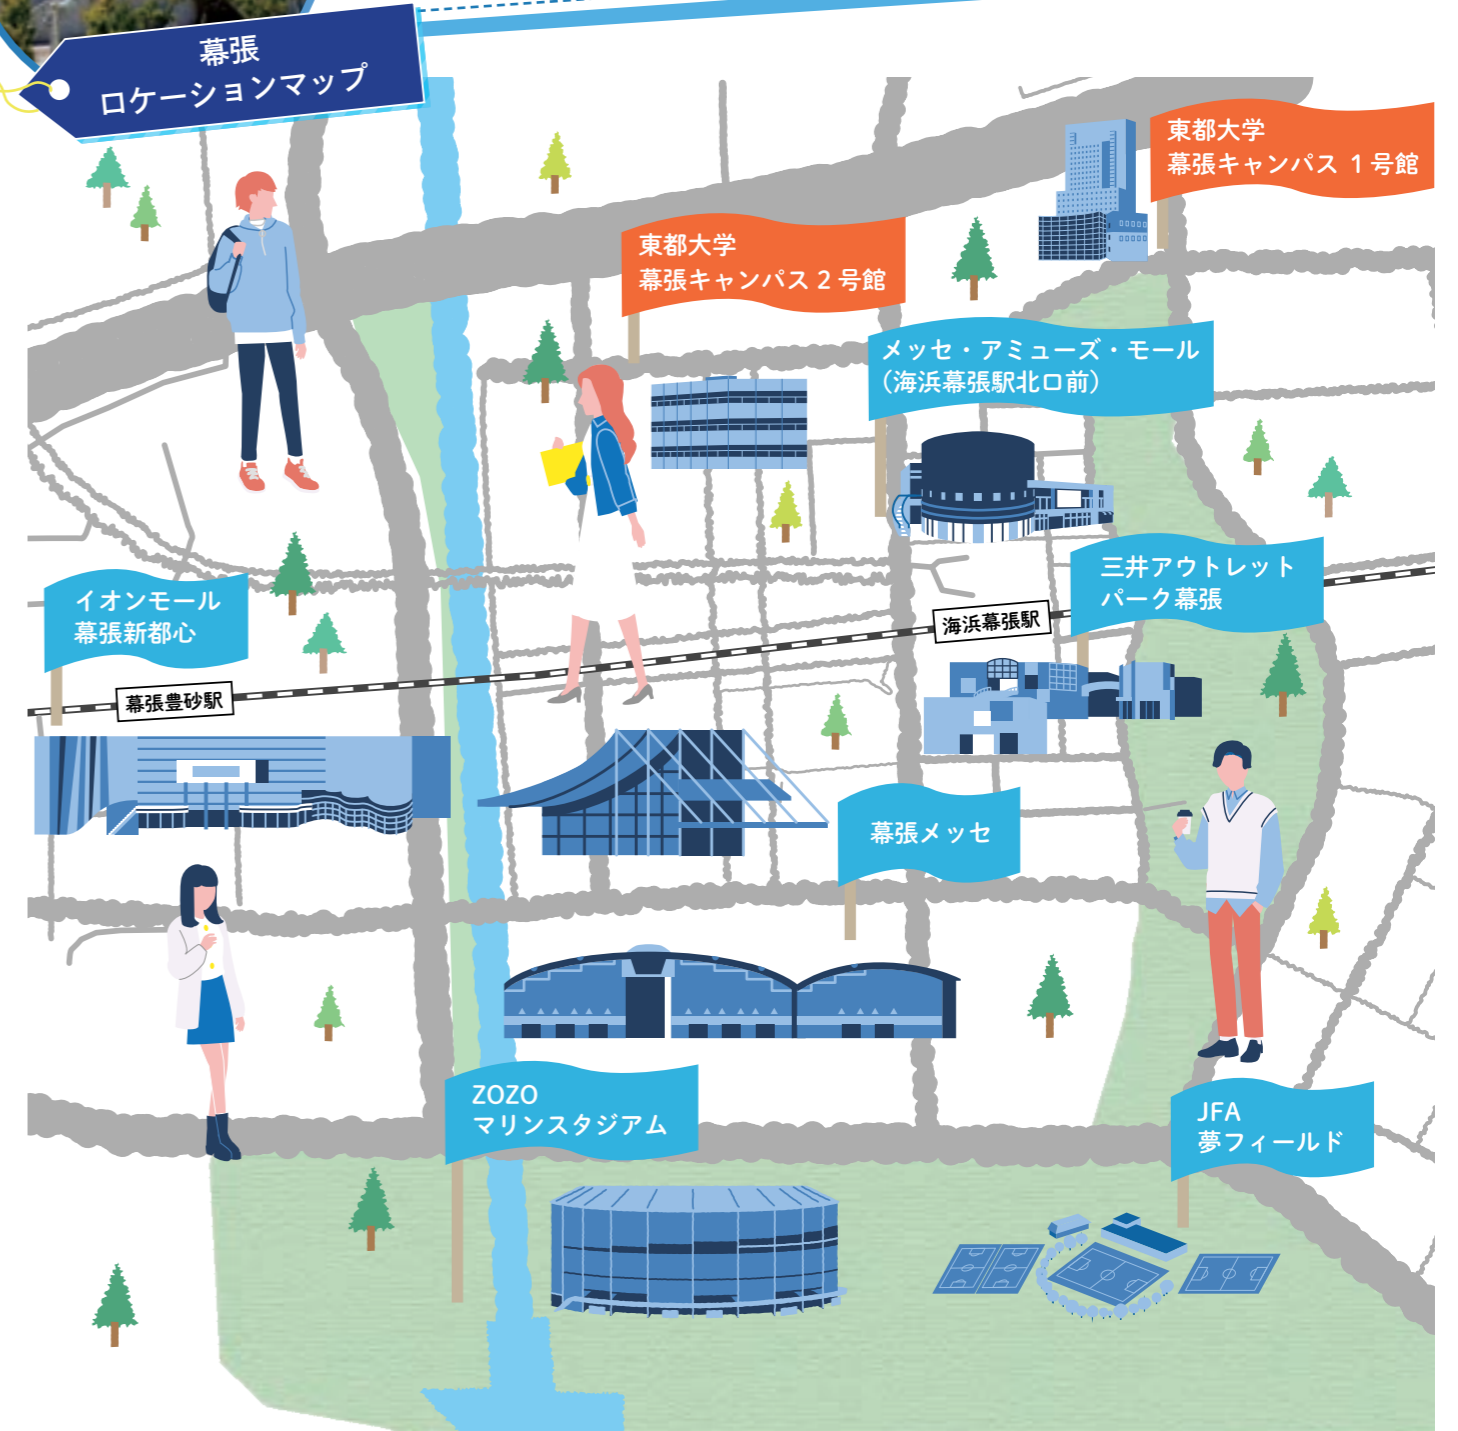 幕張
ロケーションマップ
東都大学
幕張キャンパス 1 号館
東都大学
幕張キャンパス 2 号館
メッセ・アミューズ・モール
（海浜幕張駅北口前）
三井アウトレット
パーク幕張
イオンモール
幕張新都心
海浜幕張駅
幕張豊砂駅
幕張メッセ
ZOZO
マリンスタジアム
JFA
夢フィールド